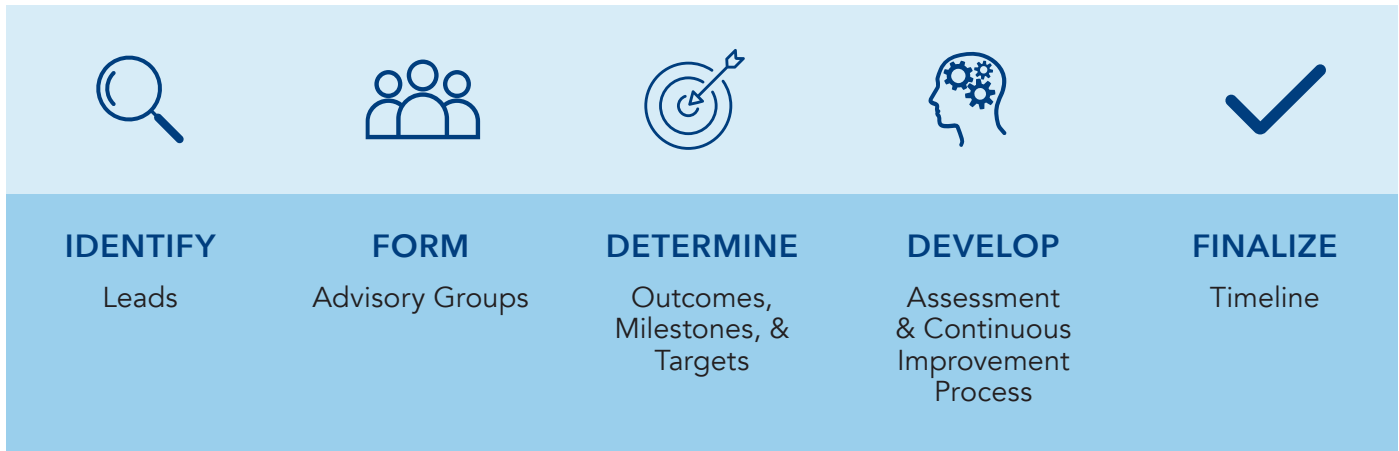 IDENTIFY
Leads
FORM
Advisory Groups
DETERMINE
Outcomes,
Milestones, &
Targets
DEVELOP
Assessment
& Continuous
Improvement
Process
FINALIZE
Timeline